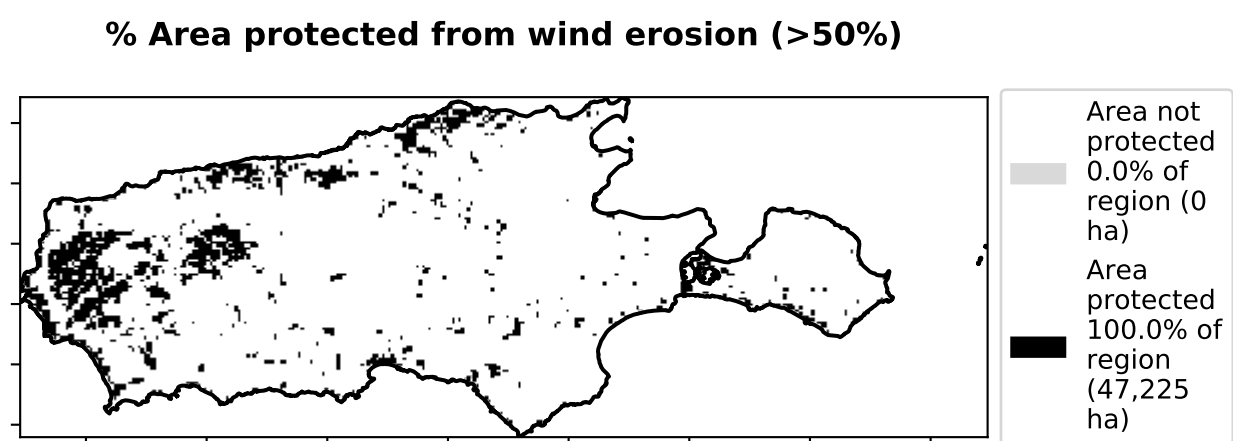 % Area protected from wind erosion (>50%)
Area not
protected
0.0% of
region (0
ha)
Area
protected
100.0% of
region
(47,225
ha)